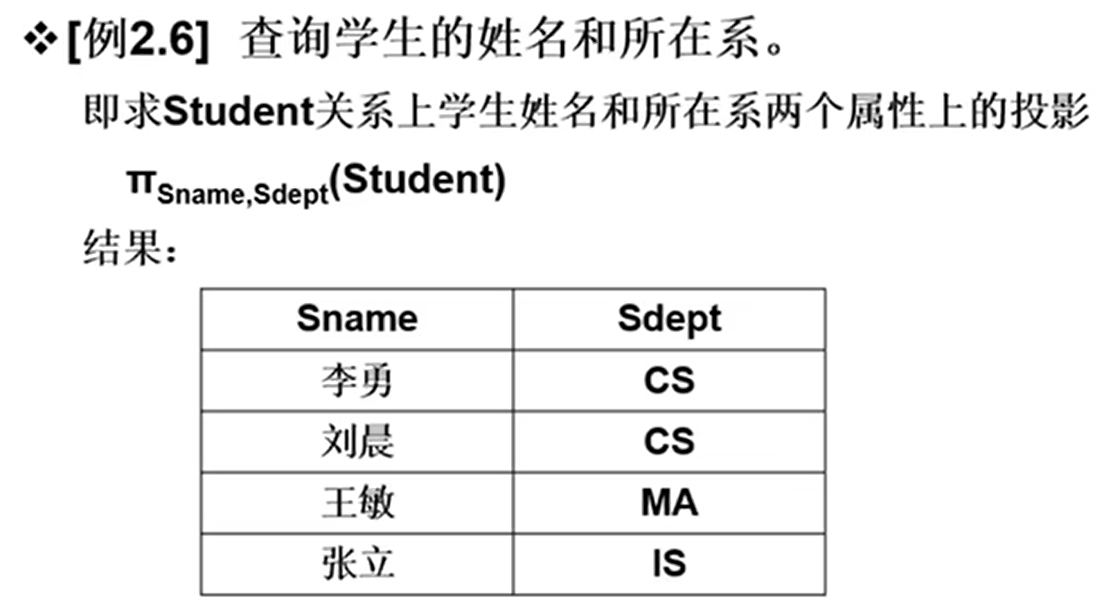 ❖[例2.6] 查询学生的姓名和所在系。
即求Student关系上学生姓名和所在系两个属性上的投影
πSname,Sdept(Student)
结果：
Sname Sdept
李勇 CS
刘晨 CS
王敏 MA
张立 IS